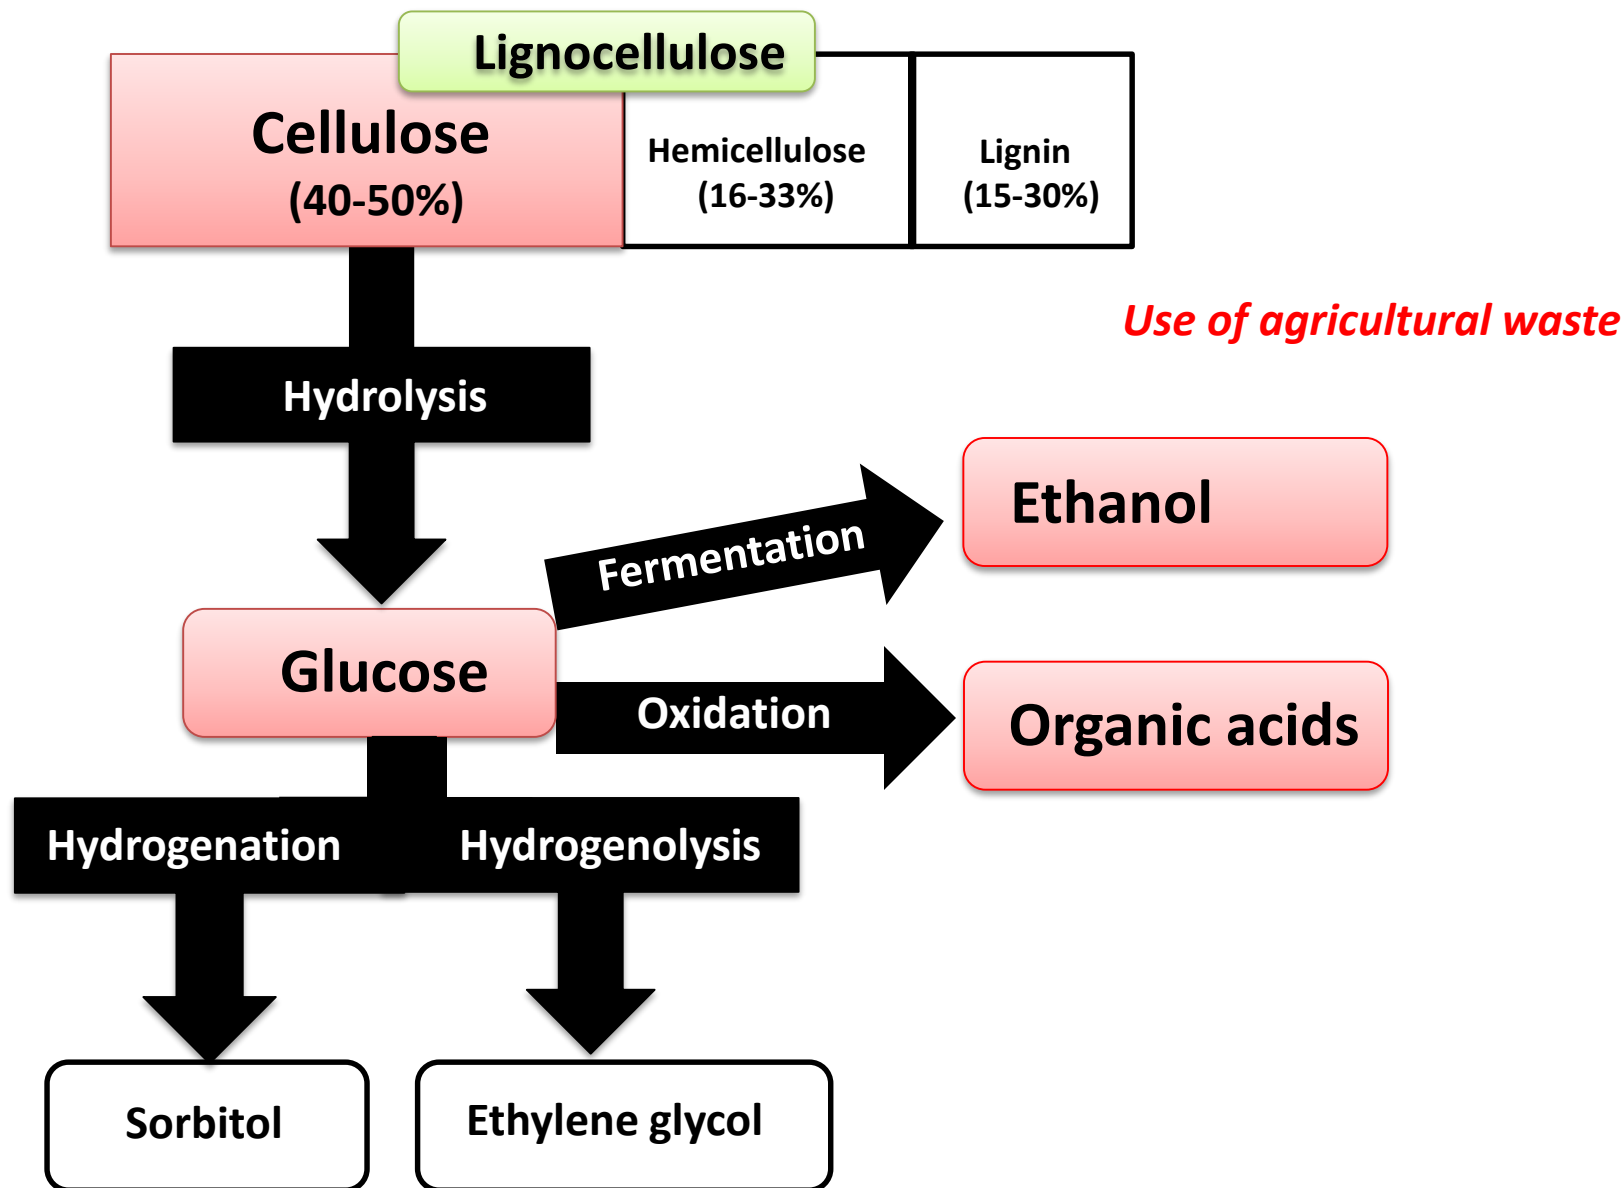 Lignocellulose
Cellulose
(40-50%)
Hemicellulose
(16-33%)
Lignin
(15-30%)
Use of agricultural waste
Hydrolysis
Fermentation
Ethanol
Glucose
Oxidation
Organic acids
Hydrogenation
Hydrogenolysis
Sorbitol
Ethylene glycol